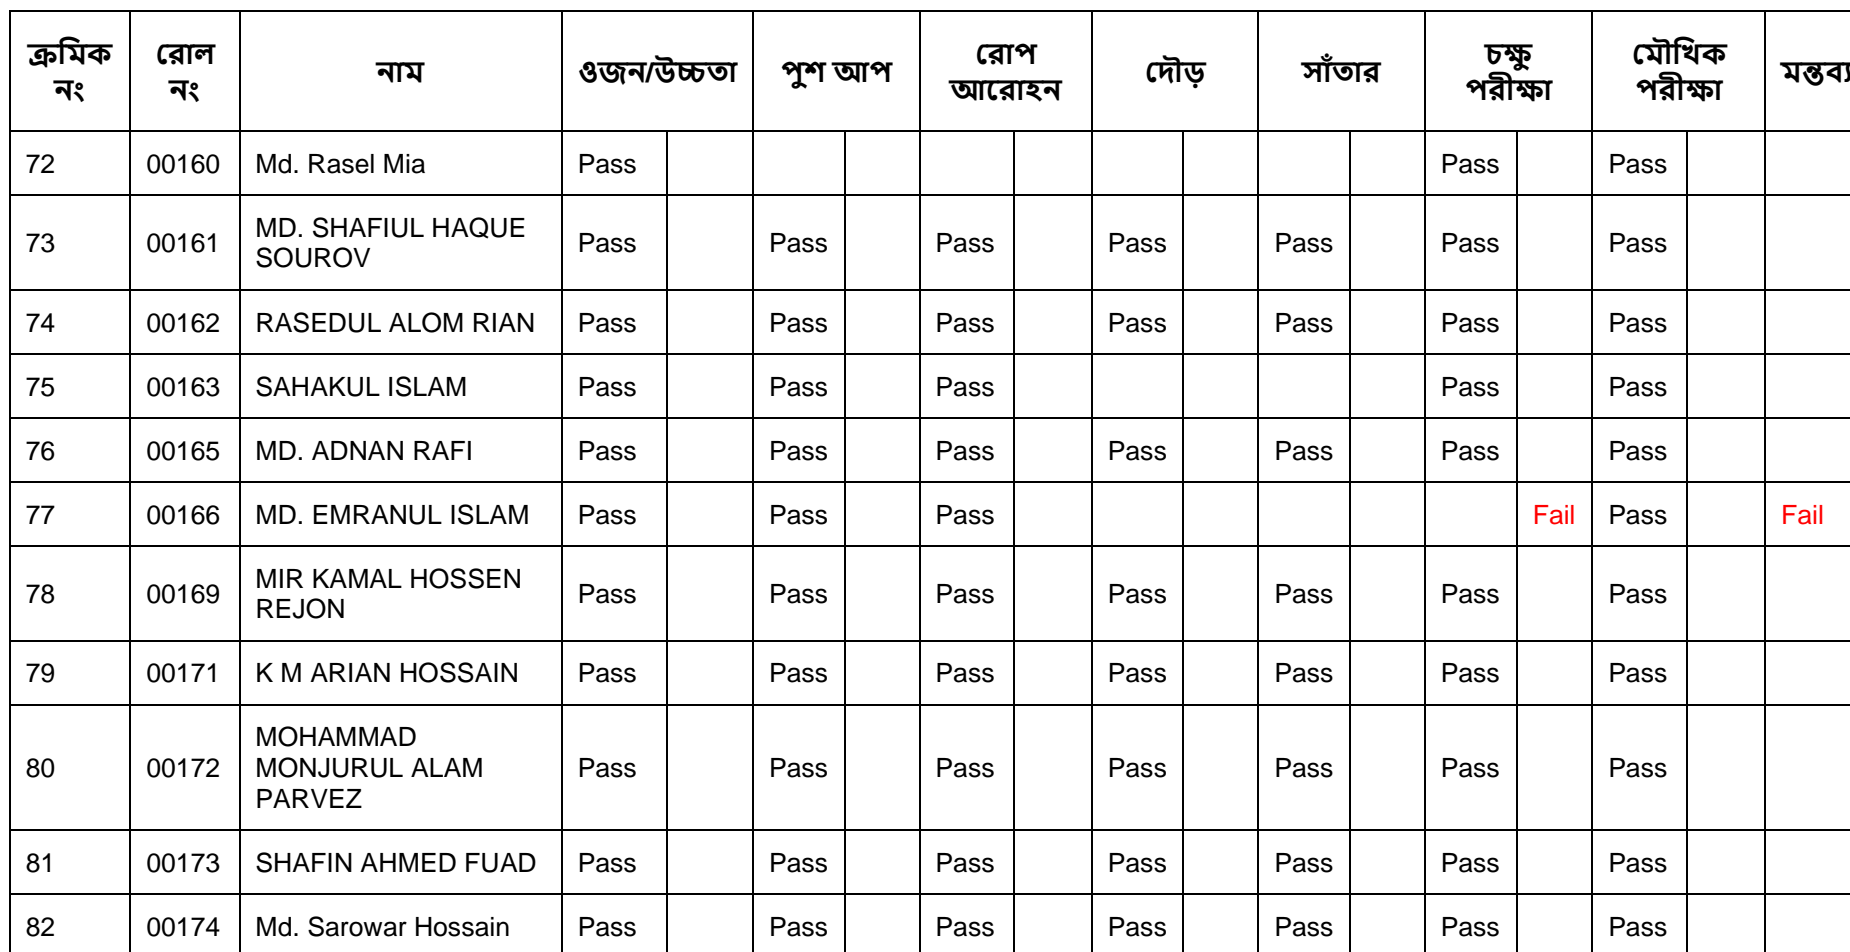 ক্রমিক নং রোল নং নাম ওজন/উচ্চতা পুশ আপ রোপ আরোহন দৌড় সাঁতার চক্ষু পরীক্ষা মৌখিক পরীক্ষা মন্তব্য
72 00160 Md. Rasel Mia Pass Pass Pass
73 00161 MD. SHAFIUL HAQUE SOUROV Pass Pass Pass Pass Pass Pass Pass
74 00162 RASEDUL ALOM RIAN Pass Pass Pass Pass Pass Pass Pass
75 00163 SAHAKUL ISLAM Pass Pass Pass Pass Pass
76 00165 MD. ADNAN RAFI Pass Pass Pass Pass Pass Pass Pass
77 00166 MD. EMRANUL ISLAM Pass Pass Pass Fail Pass Fail
78 00169 MIR KAMAL HOSSEN REJON Pass Pass Pass Pass Pass Pass Pass
79 00171 K M ARIAN HOSSAIN Pass Pass Pass Pass Pass Pass Pass
80 00172 MOHAMMAD MONJURUL ALAM PARVEZ Pass Pass Pass Pass Pass Pass Pass
81 00173 SHAFIN AHMED FUAD Pass Pass Pass Pass Pass Pass Pass
82 00174 Md. Sarowar Hossain Pass Pass Pass Pass Pass Pass Pass